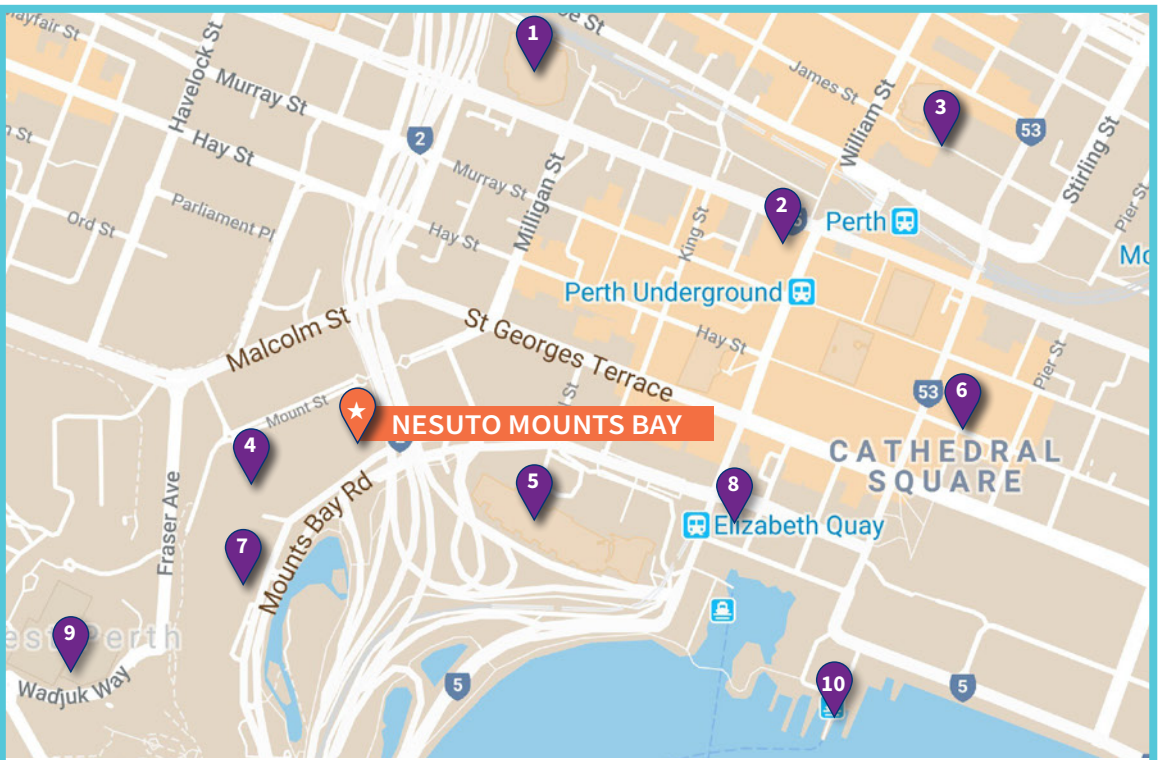 1
Havelock St
Murray St
Hay St
2
Murray St
Milligan St
James St
William St
3
53
Stirling St
Pier St
Ord St
Parliament Pl
Hay St
King St
2
Perth
Perth Underground
Malcolm St
St Georges Terrace
Hay St
Pier St
53
6
Mount St
NESUTO MOUNTS BAY
CATHEDRAL
SQUARE
4
5
8
Elizabeth Quay
Fraser Ave
Mounts Bay Rd
7
9
Wadjuk Way
5
10
5